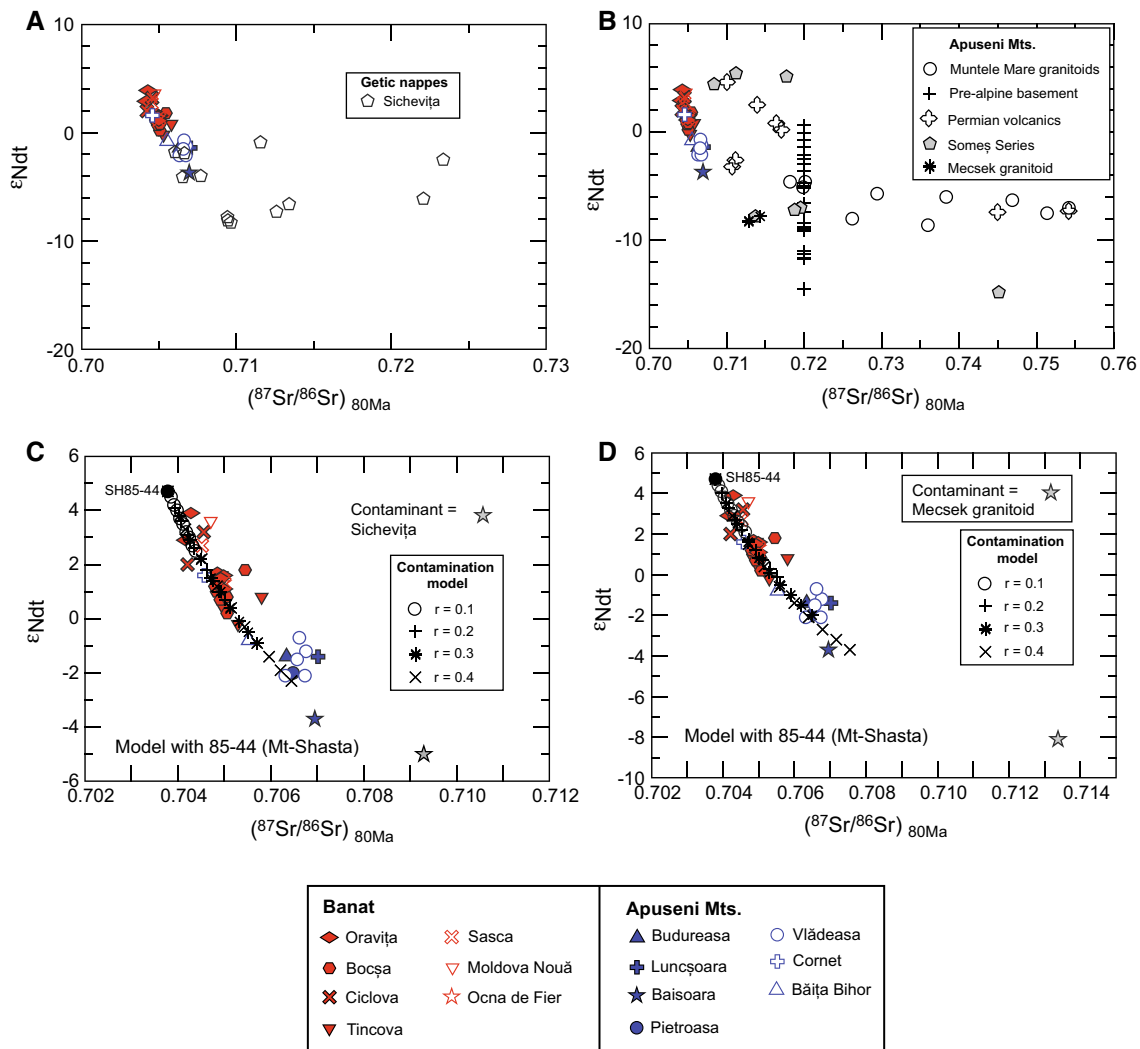 A
10
0
-10
-20
εNdt
0.70
0.71
0.72
0.73
(87Sr/86Sr) 80Ma
Getic nappes
Sichevița
B
10
5
0
-5
-10
-15
-20
0.70
0.71
0.72
0.73
0.74
0.75
0.76
(87Sr/86Sr) 80Ma
Apuseni Mts.
Muntele Mare granitoids
Pre-alpine basement
Permian volcanics
Someș Series
Mecsek granitoid
C
6
4
2
0
-2
-4
-6
εNdt
0.702
0.704
0.706
0.708
0.710
0.712
(87Sr/86Sr) 80Ma
SH85-44
Contaminant =
Sichevița
Contamination
model
r = 0.1
r = 0.2
r = 0.3
r = 0.4
Model with 85-44 (Mt-Shasta)
D
6
4
2
0
-2
-4
-6
-8
-10
εNdt
0.702
0.704
0.706
0.708
0.710
0.712
0.714
(87Sr/86Sr) 80Ma
SH85-44
Contaminant =
Mecsek granitoid
Contamination
model
r = 0.1
r = 0.2
r = 0.3
r = 0.4
Model with 85-44 (Mt-Shasta)
Banat
Oravița
Bocșa
Ciclova
Tincova
Sasca
Moldova Nouă
Ocna de Fier
Apuseni Mts.
Budureasa
Luncșoara
Baisoara
Pietroasa
Vlădeasa
Cornet
Băița Bihor